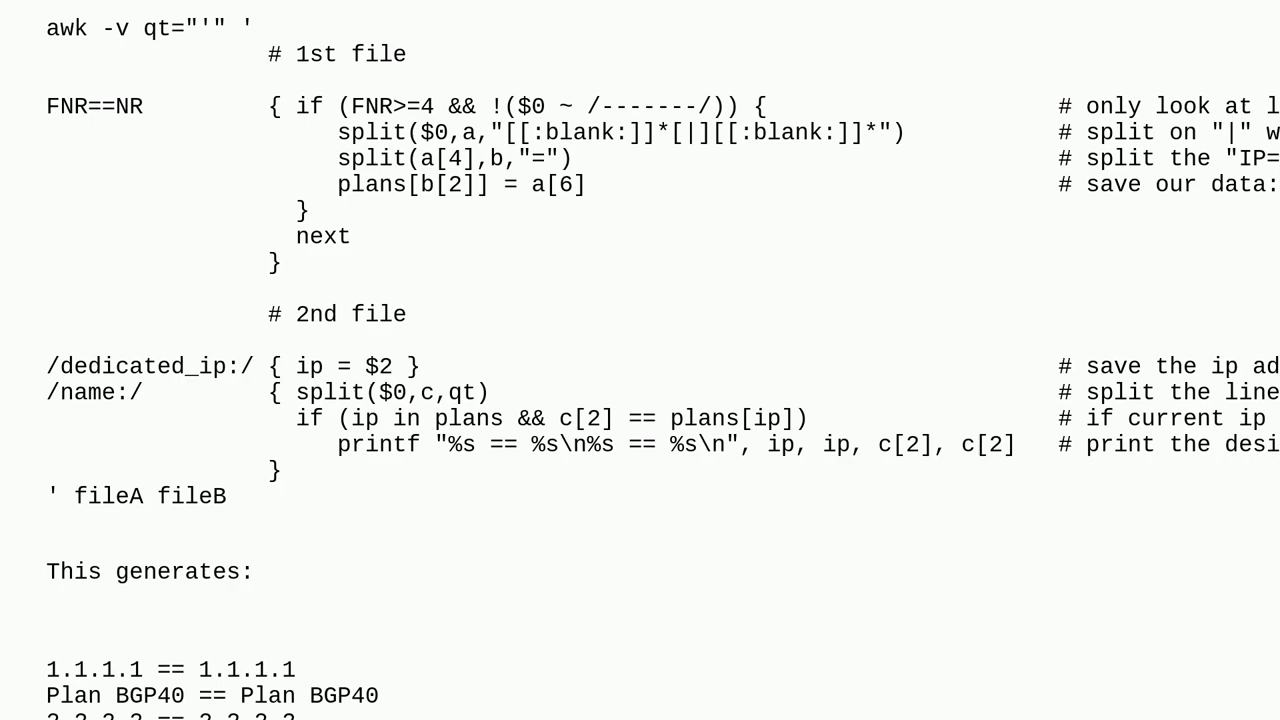 awk -v qt="'" '
# 1st file
FNR==NR { if (FNR>=4 && !($0 ~ /-------/)) { # only look at l
split($0,a,"[[:blank:]]*[|][[:blank:]]*") # split on "|" w
split(a[4],b,"=") # split the "IP=
plans[b[2]] = a[6] # save our data:
}
next
}
# 2nd file
/dedicated_ip:/ { ip = $2 } # save the ip ad
/name:/ { split($0,c,qt) # split the line
if (ip in plans && c[2] == plans[ip]) # if current ip
printf "%s == %s\n%s == %s\n", ip, ip, c[2], c[2] # print the desi
}
' fileA fileB
This generates:
1.1.1.1 == 1.1.1.1
Plan BGP40 == Plan BGP40